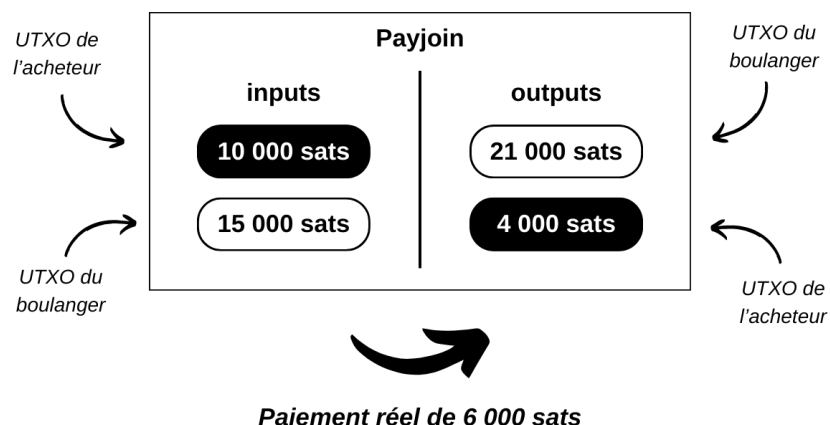 Payjoin
UTXO de
l’acheteur
UTXO du
boulanger
inputs
outputs
10 000 sats
21 000 sats
15 000 sats
4 000 sats
UTXO du
boulanger
UTXO de
l’acheteur
Paiement réel de 6 000 sats